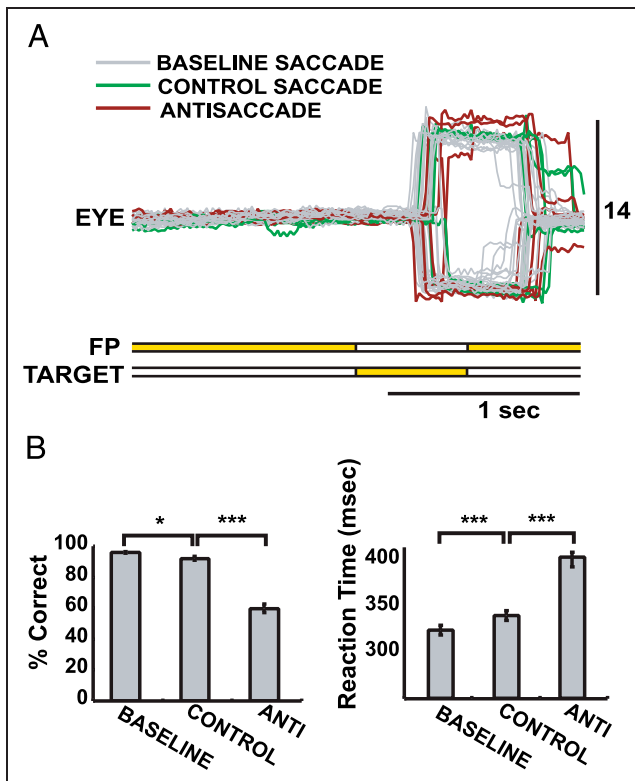 A
BASELINE SACCADE
CONTROL SACCADE
ANTISACCADE
EYE
14
FP
TARGET
1 sec
B
% Correct
100
80
60
40
20
0
*
***
BASELINE
CONTROL
ANTI
Reaction Time (msec)
400
350
300
***
***
BASELINE
CONTROL
ANTI